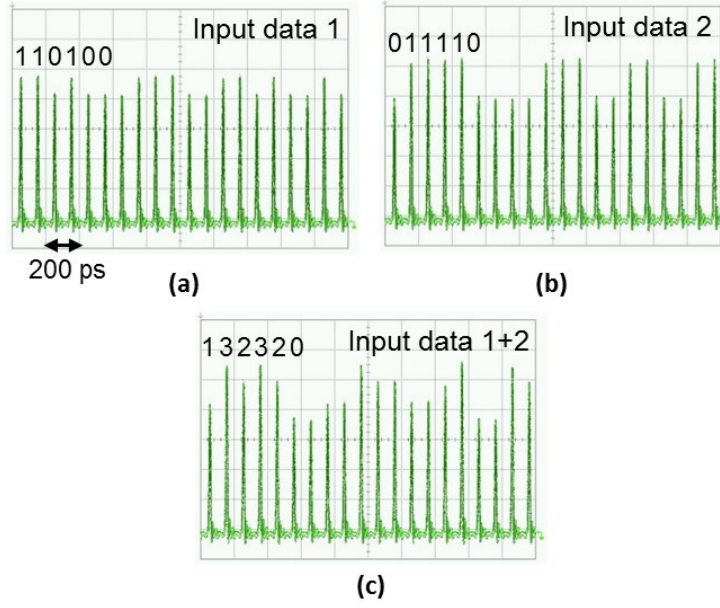 Input data 1
110100
200 ps
(a)
Input data 2
011110
(b)
Input data 1+2
132320
(c)